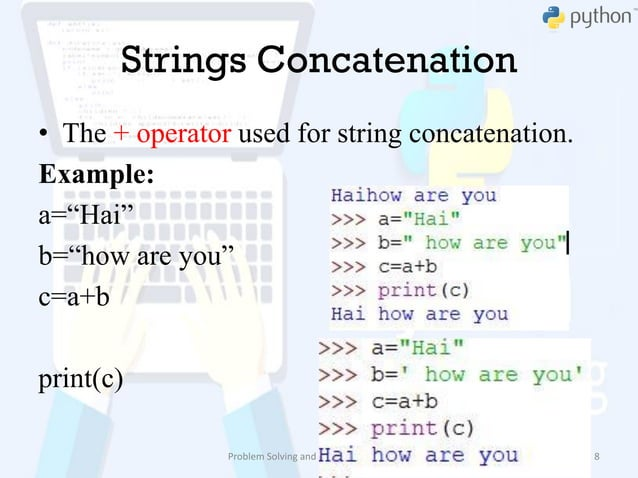 python™
Strings Concatenation
• The + operator used for string concatenation.
Example:
a=“Hai”
b=“how are you”
c=a+b
print(c)
Haihow are you
>>> a="Hai"
>>> b=" how are you"
>>> c=a+b
>>> print(c)
Hai how are you
>>> a="Hai"
>>> b=' how are you'
>>> c=a+b
>>> print(c)
Hai how are you
Problem Solving and
8